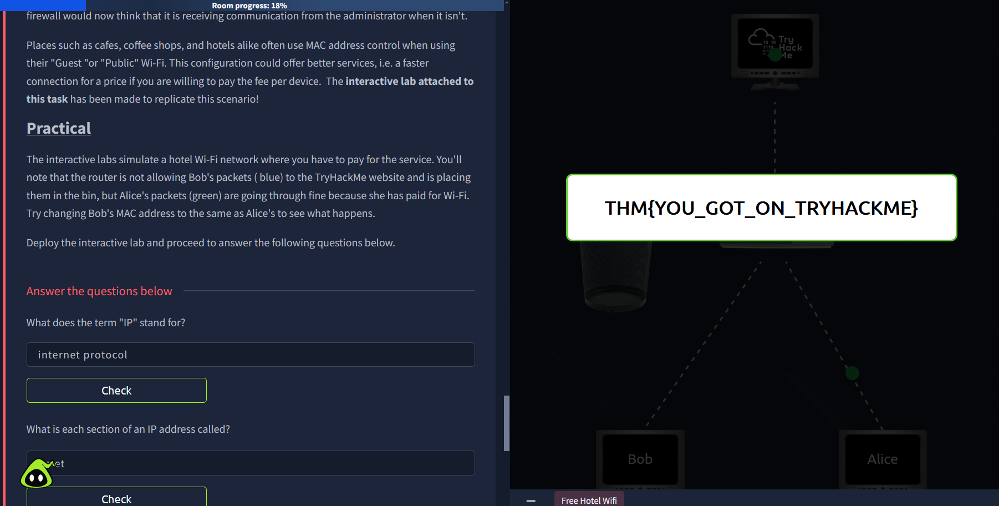 Room progress: 18%
firewall would now think that it is receiving communication from the administrator when it isn't.
Places such as cafes, coffee shops, and hotels alike often use MAC address control when using
their "Guest "or "Public" Wi-Fi. This configuration could offer better services, i.e. a faster
connection for a price if you are willing to pay the fee per device.  The interactive lab attached to
this task has been made to replicate this scenario!
Practical
The interactive labs simulate a hotel Wi-Fi network where you have to pay for the service. You'll
note that the router is not allowing Bob's packets ( blue) to the TryHackMe website and is placing
them in the bin, but Alice's packets (green) are going through fine because she has paid for Wi-Fi.
Try changing Bob's MAC address to the same as Alice's to see what happens.
Deploy the interactive lab and proceed to answer the following questions below.
Answer the questions below
What does the term "IP" stand for?
internet protocol
Check
What is each section of an IP address called?
Check
Try
Hack
Me
THM{YOU_GOT_ON_TRYHACKME}
Bob
Alice
Free Hotel Wifi